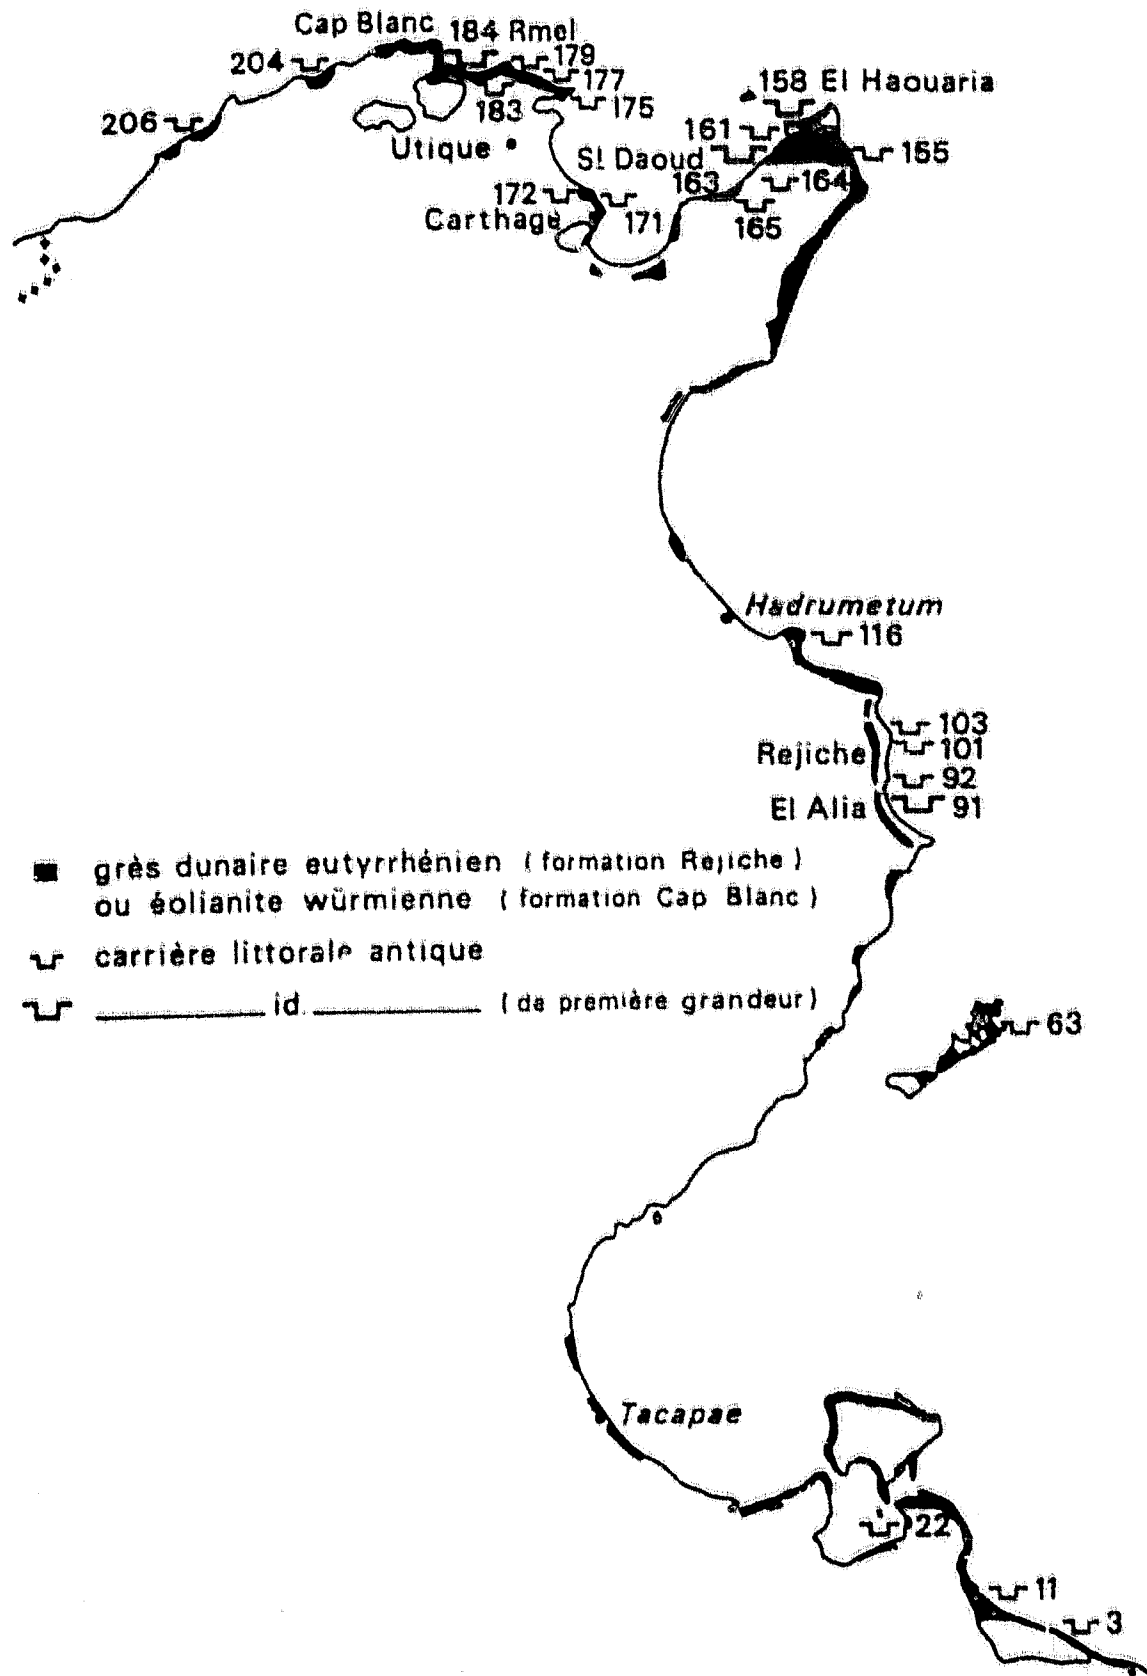 Cap Blanc
184 Rmel
204
179
177
183
175
206
Utique
158 El Haouaria
161
St Daoud
155
163
164
165
172
Carthage
171
Hadrumetum
116
103
Rejiche
101
92
El Alia
91
grès dunaire eutyrrhénien (formation Rejiche)
ou éolianite würmienne (formation Cap Blanc)
carrière littorale antique
id. (de première grandeur)
63
Tacapae
22
11
3